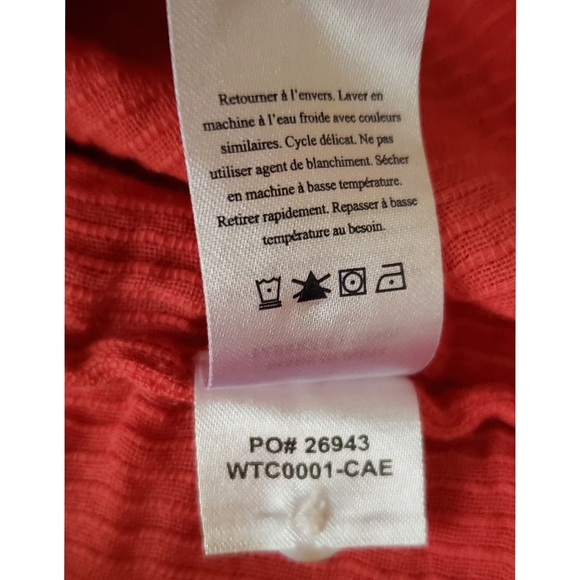 Retourner à l'envers. Laver en
machine à l'eau froide avec couleurs
similaires. Cycle délicat. Ne pas
utiliser agent de blanchiment. Sécher
en machine à basse température.
Retirer rapidement. Repasser à basse
température au besoin.
PO# 26943
WTC0001-CAE